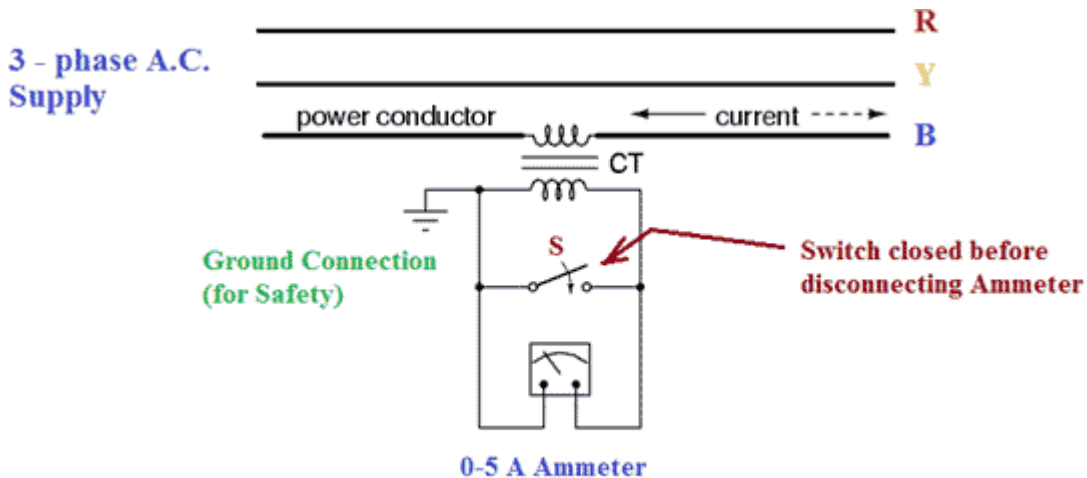 R
3 - phase A.C.
Supply
Y
power conductor
current
B
CT
S
Ground Connection
(for Safety)
Switch closed before
disconnecting Ammeter
0-5 A Ammeter